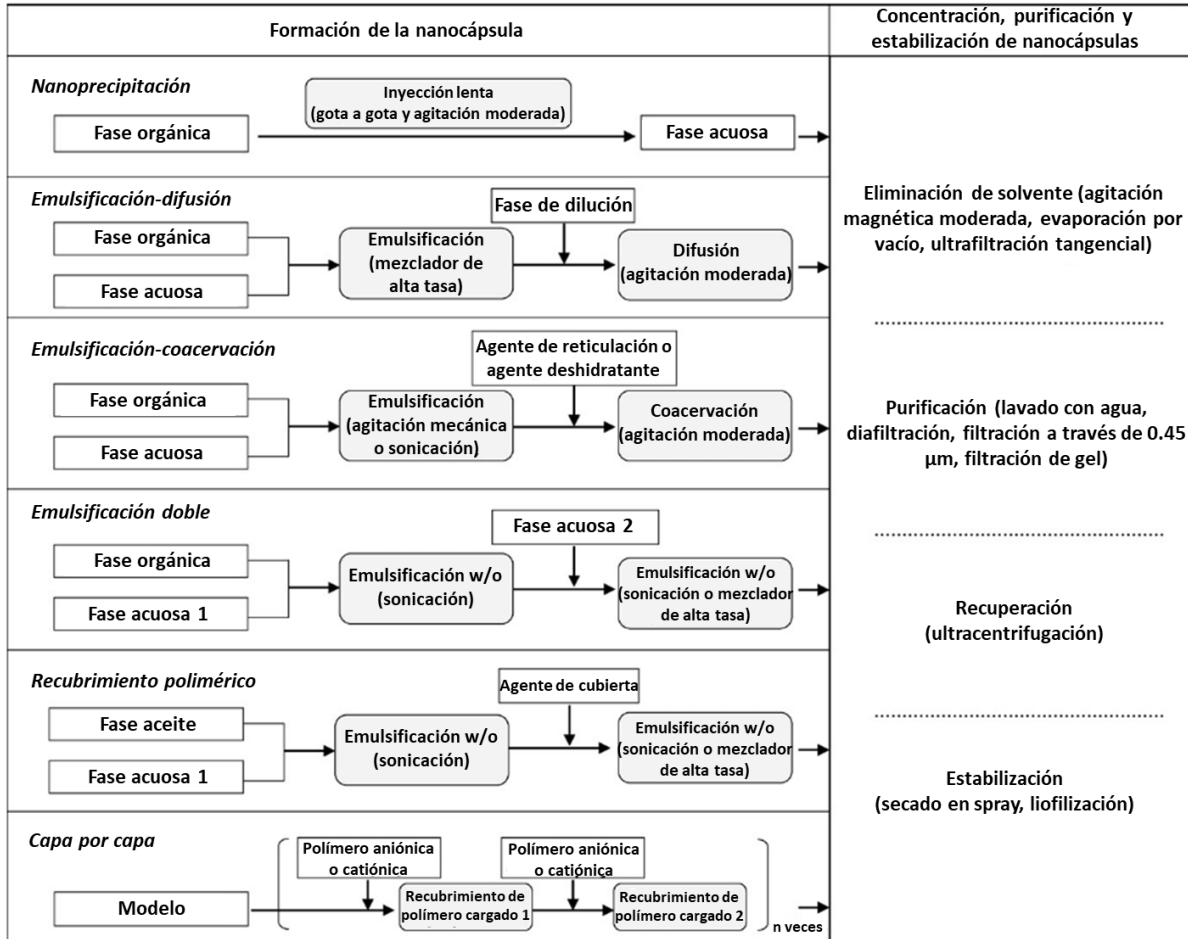 Formación de la nanocápsula
Concentración, purificación y
estabilización de nanocápsulas
Nanoprecipitación
Inyección lenta
(gota a gota y agitación moderada)
Fase orgánica
Fase acuosa
Emulsificación-difusión
Fase de dilución
Fase orgánica
Fase acuosa
Emulsificación
(mezclador de
alta tasa)
Difusión
(agitación moderada)
Emulsificación-coacervación
Agente de reticulación o
agente deshidratante
Fase orgánica
Fase acuosa
Emulsificación
(agitación mecánica
o sonicación)
Coacervación
(agitación moderada)
Emulsificación doble
Fase acuosa 2
Fase orgánica
Fase acuosa 1
Emulsificación w/o
(sonicación)
Emulsificación w/o
(sonicación o mezclador
de alta tasa)
Recubrimiento polimérico
Agente de cubierta
Fase aceite
Fase acuosa 1
Emulsificación w/o
(sonicación)
Emulsificación w/o
(sonicación o mezclador
de alta tasa)
Capa por capa
Polímero aniónica
o catiónica
Polímero aniónica
o catiónica
Modelo
Recubrimiento de
polímero cargado 1
Recubrimiento de
polímero cargado 2
n veces
Eliminación de solvente (agitación
magnética moderada, evaporación por
vacío, ultrafiltración tangencial)
Purificación (lavado con agua,
diafiltración, filtración a través de 0.45
µm, filtración de gel)
Recuperación
(ultracentrifugación)
Estabilización
(secado en spray, liofilización)